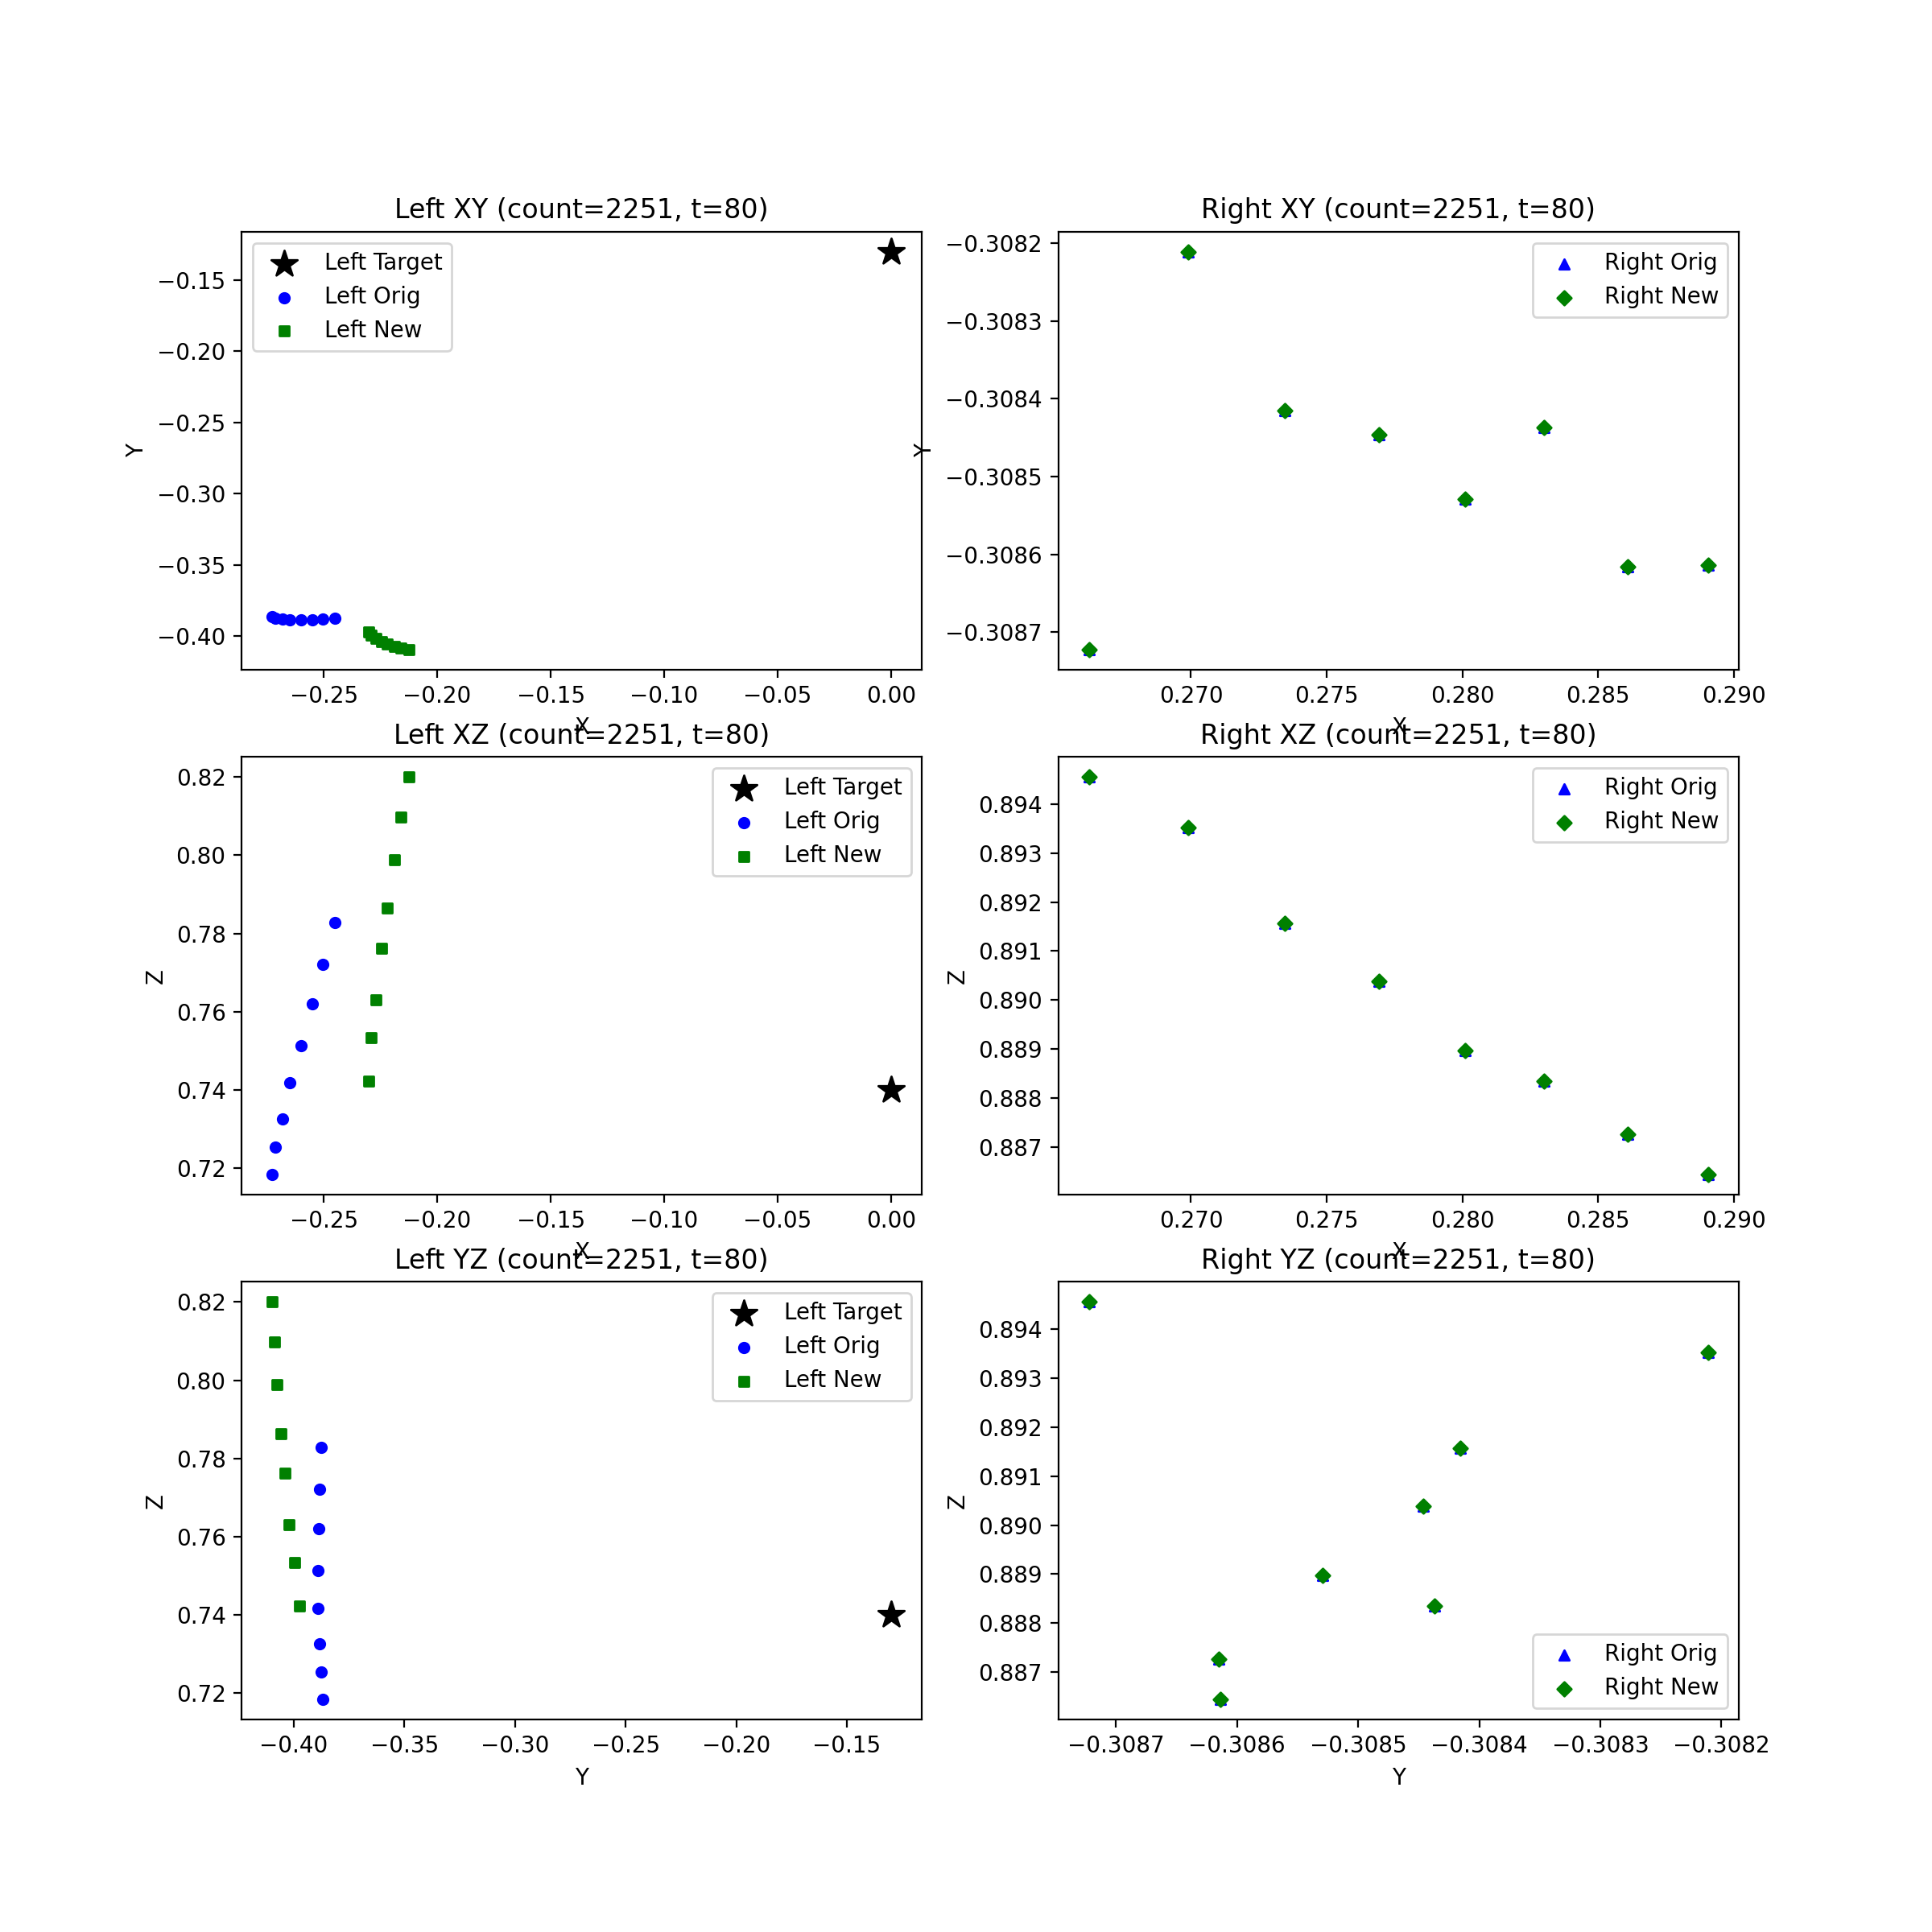 Left XY (count=2251, t=80)
Left Target
Left Orig
Left New
−0.15
−0.20
−0.25
−0.30
−0.35
−0.40
Y
−0.25 −0.20 −0.15 −0.10 −0.05 0.00
X
Right XY (count=2251, t=80)
Right Orig
Right New
−0.3082
−0.3083
−0.3084
−0.3085
−0.3086
−0.3087
Y
0.270 0.275 0.280 0.285 0.290
X
Left XZ (count=2251, t=80)
Left Target
Left Orig
Left New
0.82
0.80
0.78
0.76
0.74
0.72
Z
−0.25 −0.20 −0.15 −0.10 −0.05 0.00
X
Right XZ (count=2251, t=80)
Right Orig
Right New
0.894
0.893
0.892
0.891
0.890
0.889
0.888
0.887
Z
0.270 0.275 0.280 0.285 0.290
X
Left YZ (count=2251, t=80)
Left Target
Left Orig
Left New
0.82
0.80
0.78
0.76
0.74
0.72
Z
−0.40 −0.35 −0.30 −0.25 −0.20 −0.15
Y
Right YZ (count=2251, t=80)
Right Orig
Right New
0.894
0.893
0.892
0.891
0.890
0.889
0.888
0.887
Z
−0.3087 −0.3086 −0.3085 −0.3084 −0.3083 −0.3082
Y